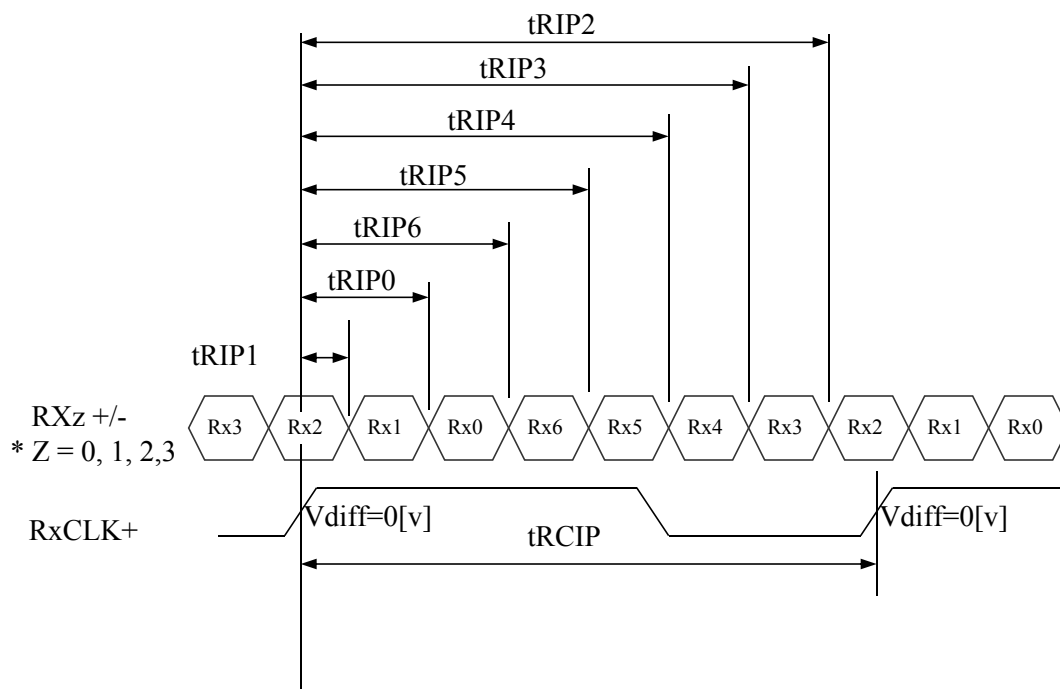 tRIP2
tRIP3
tRIP4
tRIP5
tRIP6
tRIP0
tRIP1
RXz +/-
* Z = 0, 1, 2,3
Rx3 Rx2 Rx1 Rx0 Rx6 Rx5 Rx4 Rx3 Rx2 Rx1 Rx0
RxCLK+
Vdiff=0[v] Vdiff=0[v]
tRCIP